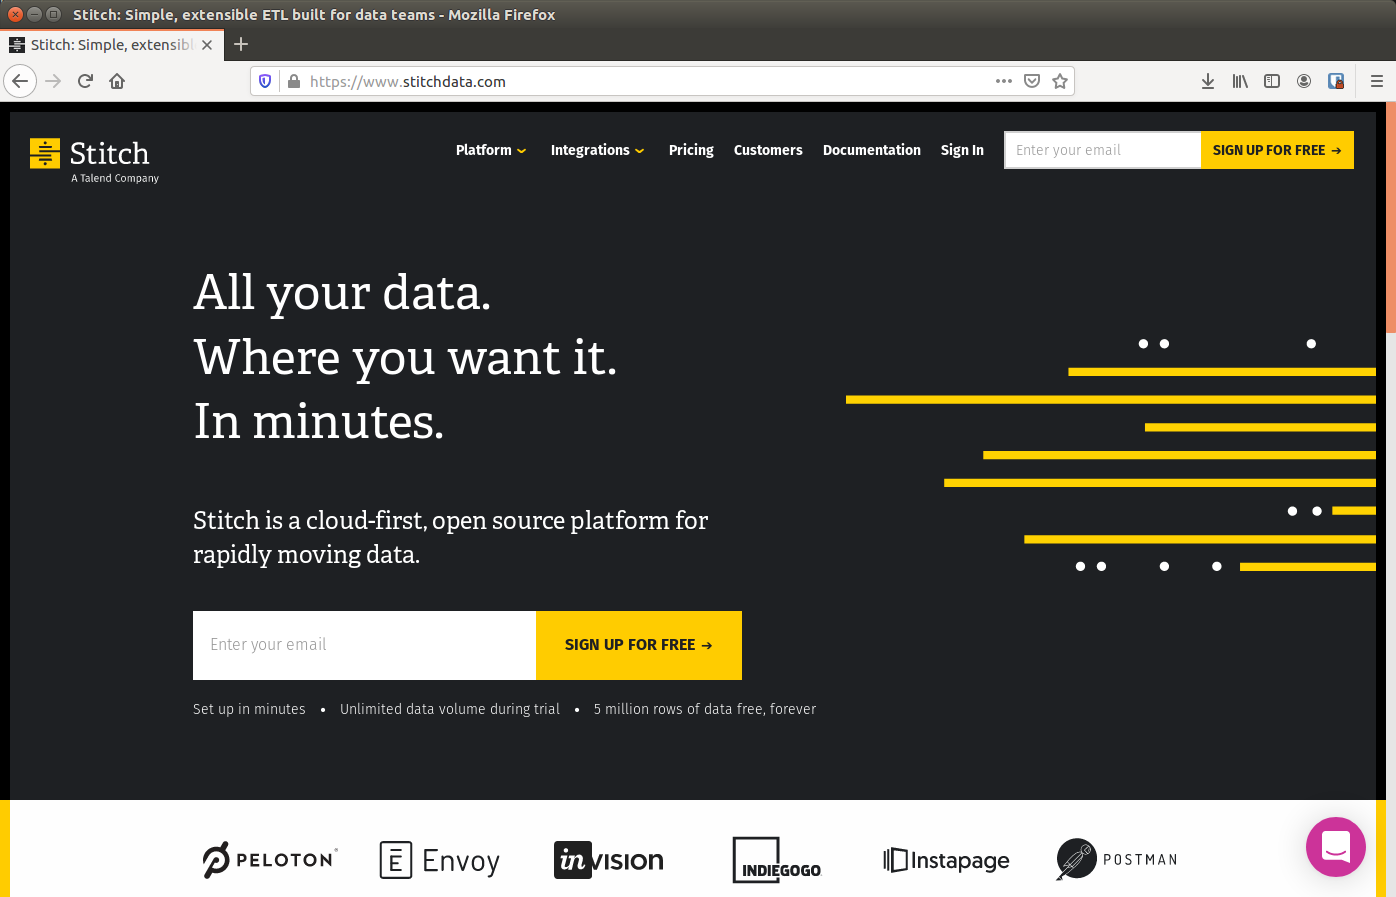 Stitch: Simple, extensible ETL built for data teams - Mozilla Firefox
Stitch: Simple, extensibl
https://www.stitchdata.com
Stitch
A Talend Company
Platform
Integrations
Pricing
Customers
Documentation
Sign In
Enter your email
SIGN UP FOR FREE →
All your data.
Where you want it.
In minutes.
Stitch is a cloud-first, open source platform for
rapidly moving data.
Enter your email
SIGN UP FOR FREE →
Set up in minutes • Unlimited data volume during trial • 5 million rows of data free, forever
PELOTON
Envoy
inVISION
INDIEGOGO
Instapage
POSTMAN